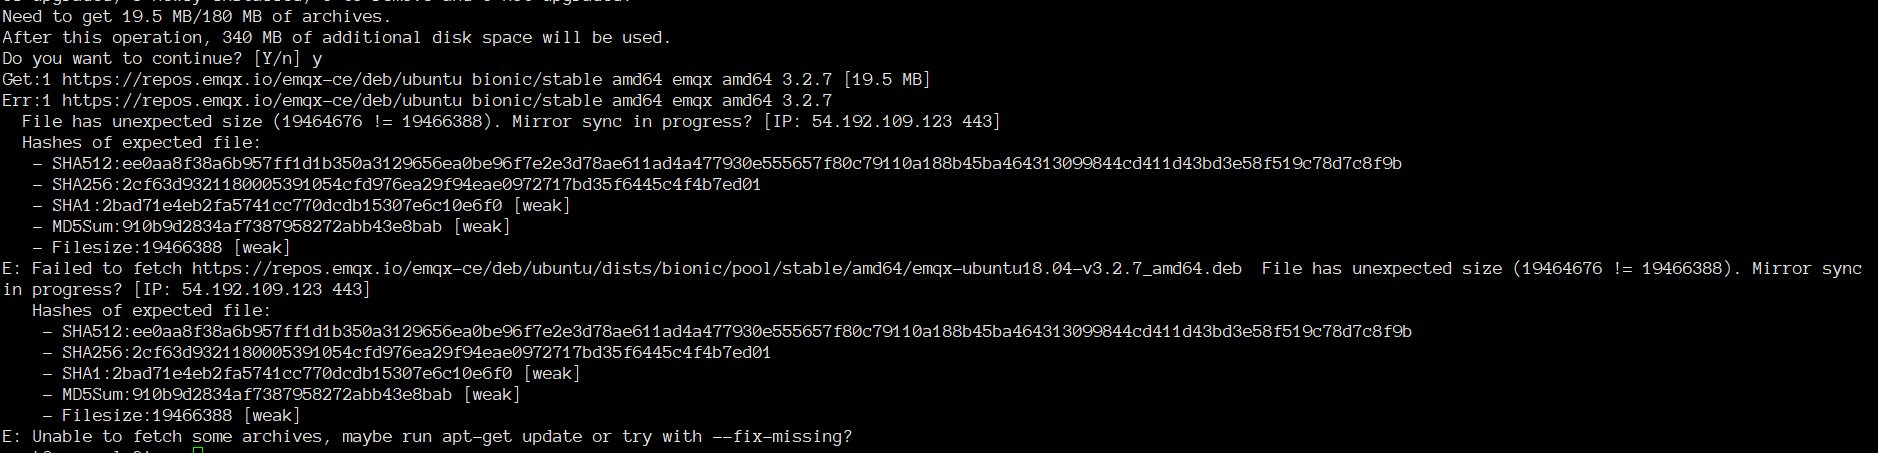 Need to get 19.5 MB/180 MB of archives.
After this operation, 340 MB of additional disk space will be used.
Do you want to continue? [Y/n] y
Get:1 https://repos.emqx.io/emqx-ce/deb/ubuntu bionic/stable amd64 emqx amd64 3.2.7 [19.5 MB]
Err:1 https://repos.emqx.io/emqx-ce/deb/ubuntu bionic/stable amd64 emqx amd64 3.2.7
File has unexpected size (19464676 != 19466388). Mirror sync in progress? [IP: 54.192.109.123 443]
Hashes of expected file:
- SHA512:ee0aa8f38a6b957ff1d1b350a3129656ea0be96f7e2e3d78ae611ad4a477930e555657f80c79110a188b45ba464313099844cd411d43bd3e58f519c78d7c8f9b
- SHA256:2cf63d9321180005391054cfd976ea29f94eae0972717bd35f6445c4f4b7ed01
- SHA1:2bad71e4eb2fa5741cc770dcdb15307e6c10e6f0 [weak]
- MD5Sum:910b9d2834af7387958272abb43e8bab [weak]
- Filesize:19466388 [weak]
E: Failed to fetch https://repos.emqx.io/emqx-ce/deb/ubuntu/dists/bionic/pool/stable/amd64/emqx-ubuntu18.04-v3.2.7_amd64.deb  File has unexpected size (19464676 != 19466388). Mirror sync
in progress? [IP: 54.192.109.123 443]
Hashes of expected file:
- SHA512:ee0aa8f38a6b957ff1d1b350a3129656ea0be96f7e2e3d78ae611ad4a477930e555657f80c79110a188b45ba464313099844cd411d43bd3e58f519c78d7c8f9b
- SHA256:2cf63d9321180005391054cfd976ea29f94eae0972717bd35f6445c4f4b7ed01
- SHA1:2bad71e4eb2fa5741cc770dcdb15307e6c10e6f0 [weak]
- MD5Sum:910b9d2834af7387958272abb43e8bab [weak]
- Filesize:19466388 [weak]
E: Unable to fetch some archives, maybe run apt-get update or try with --fix-missing?